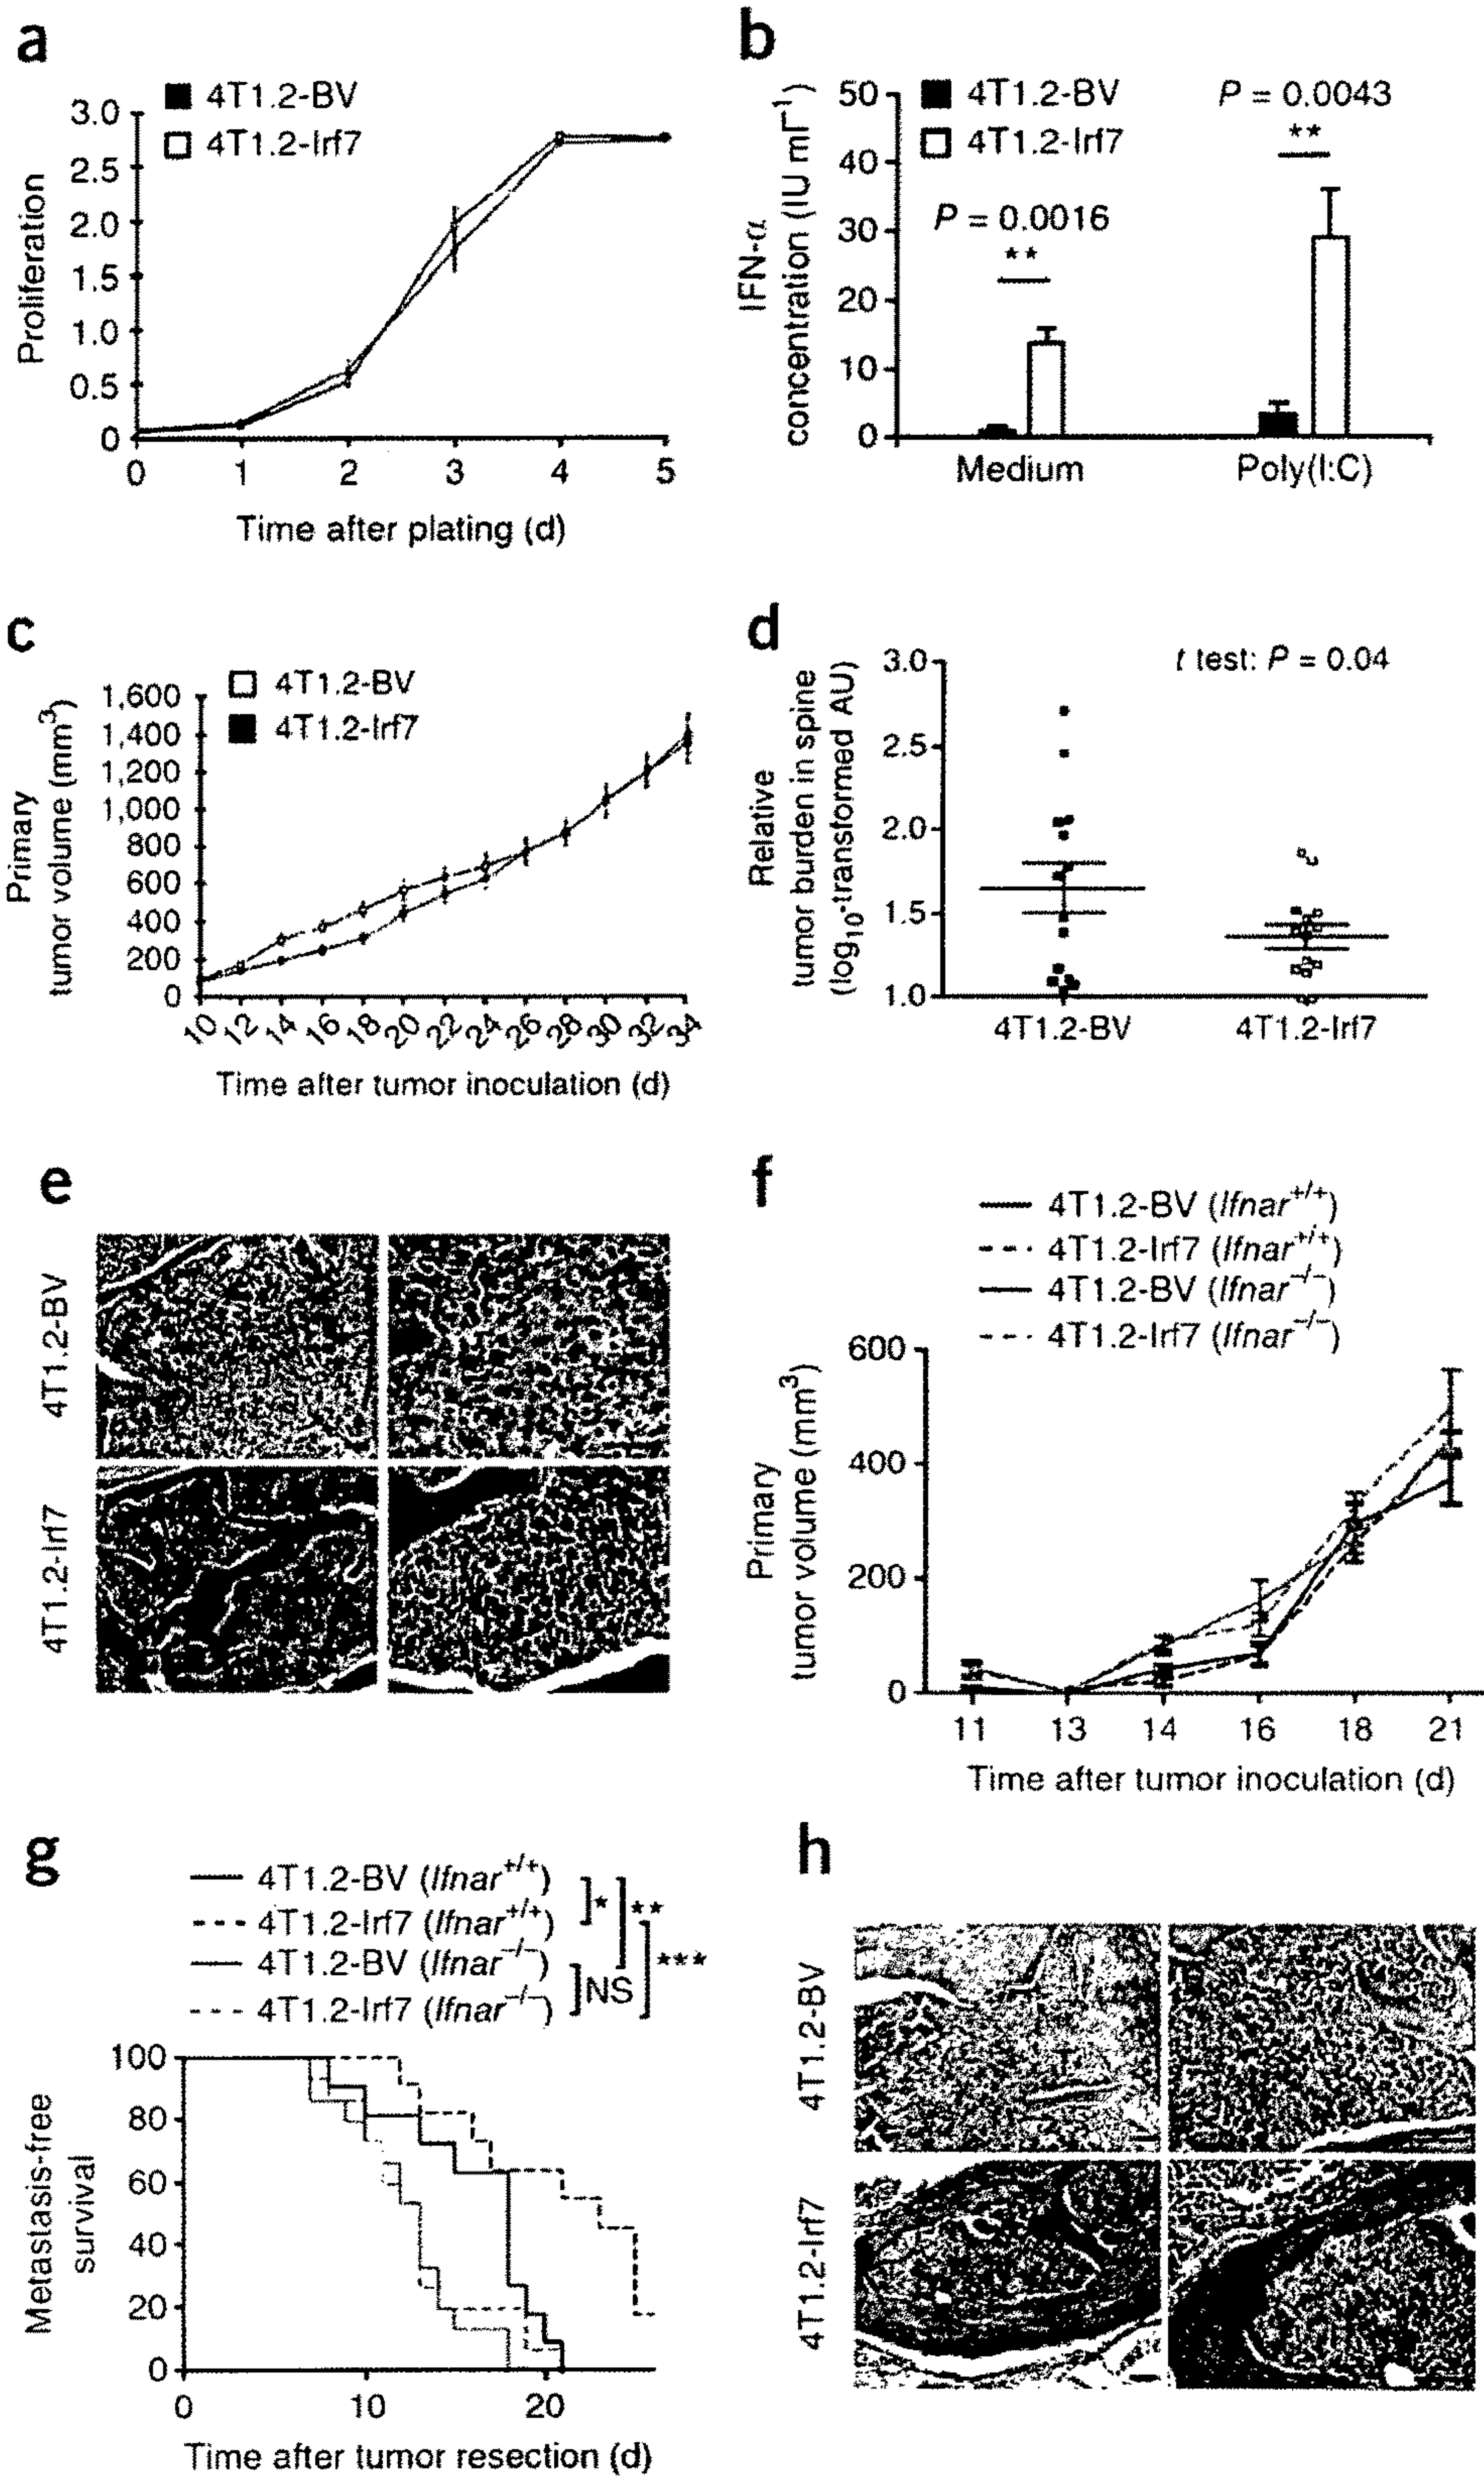 a
4T1.2-BV
4T1.2-Irf7
3.0
2.5
2.0
1.5
1.0
0.5
0
Proliferation
0 1 2 3 4 5
Time after plating (d)
b
4T1.2-BV
4T1.2-Irf7
P = 0.0043
**
P = 0.0016
**
50
40
30
20
10
0
IFN-α
concentration (IU ml⁻¹)
Medium Poly(I:C)
c
4T1.2-BV
4T1.2-Irf7
1,600
1,400
1,200
1,000
800
600
400
200
0
Primary
tumor volume (mm³)
10 12 14 16 18 20 22 24 26 28 30 32 34
Time after tumor inoculation (d)
d
t test: P = 0.04
3.0
2.5
2.0
1.5
1.0
Relative
tumor burden in spine
(log₁₀-transformed AU)
4T1.2-BV 4T1.2-Irf7
e
4T1.2-BV
4T1.2-Irf7
f
4T1.2-BV (Ifnar⁺/⁺)
4T1.2-Irf7 (Ifnar⁺/⁺)
4T1.2-BV (Ifnar⁻/⁻)
4T1.2-Irf7 (Ifnar⁻/⁻)
600
400
200
0
Primary
tumor volume (mm³)
11 13 14 16 18 21
Time after tumor inoculation (d)
g
4T1.2-BV (Ifnar⁺/⁺)
4T1.2-Irf7 (Ifnar⁺/⁺)
4T1.2-BV (Ifnar⁻/⁻)
4T1.2-Irf7 (Ifnar⁻/⁻)
*
**
***
NS
100
80
60
40
20
0
Metastasis-free
survival
0 10 20
Time after tumor resection (d)
h
4T1.2-BV
4T1.2-Irf7